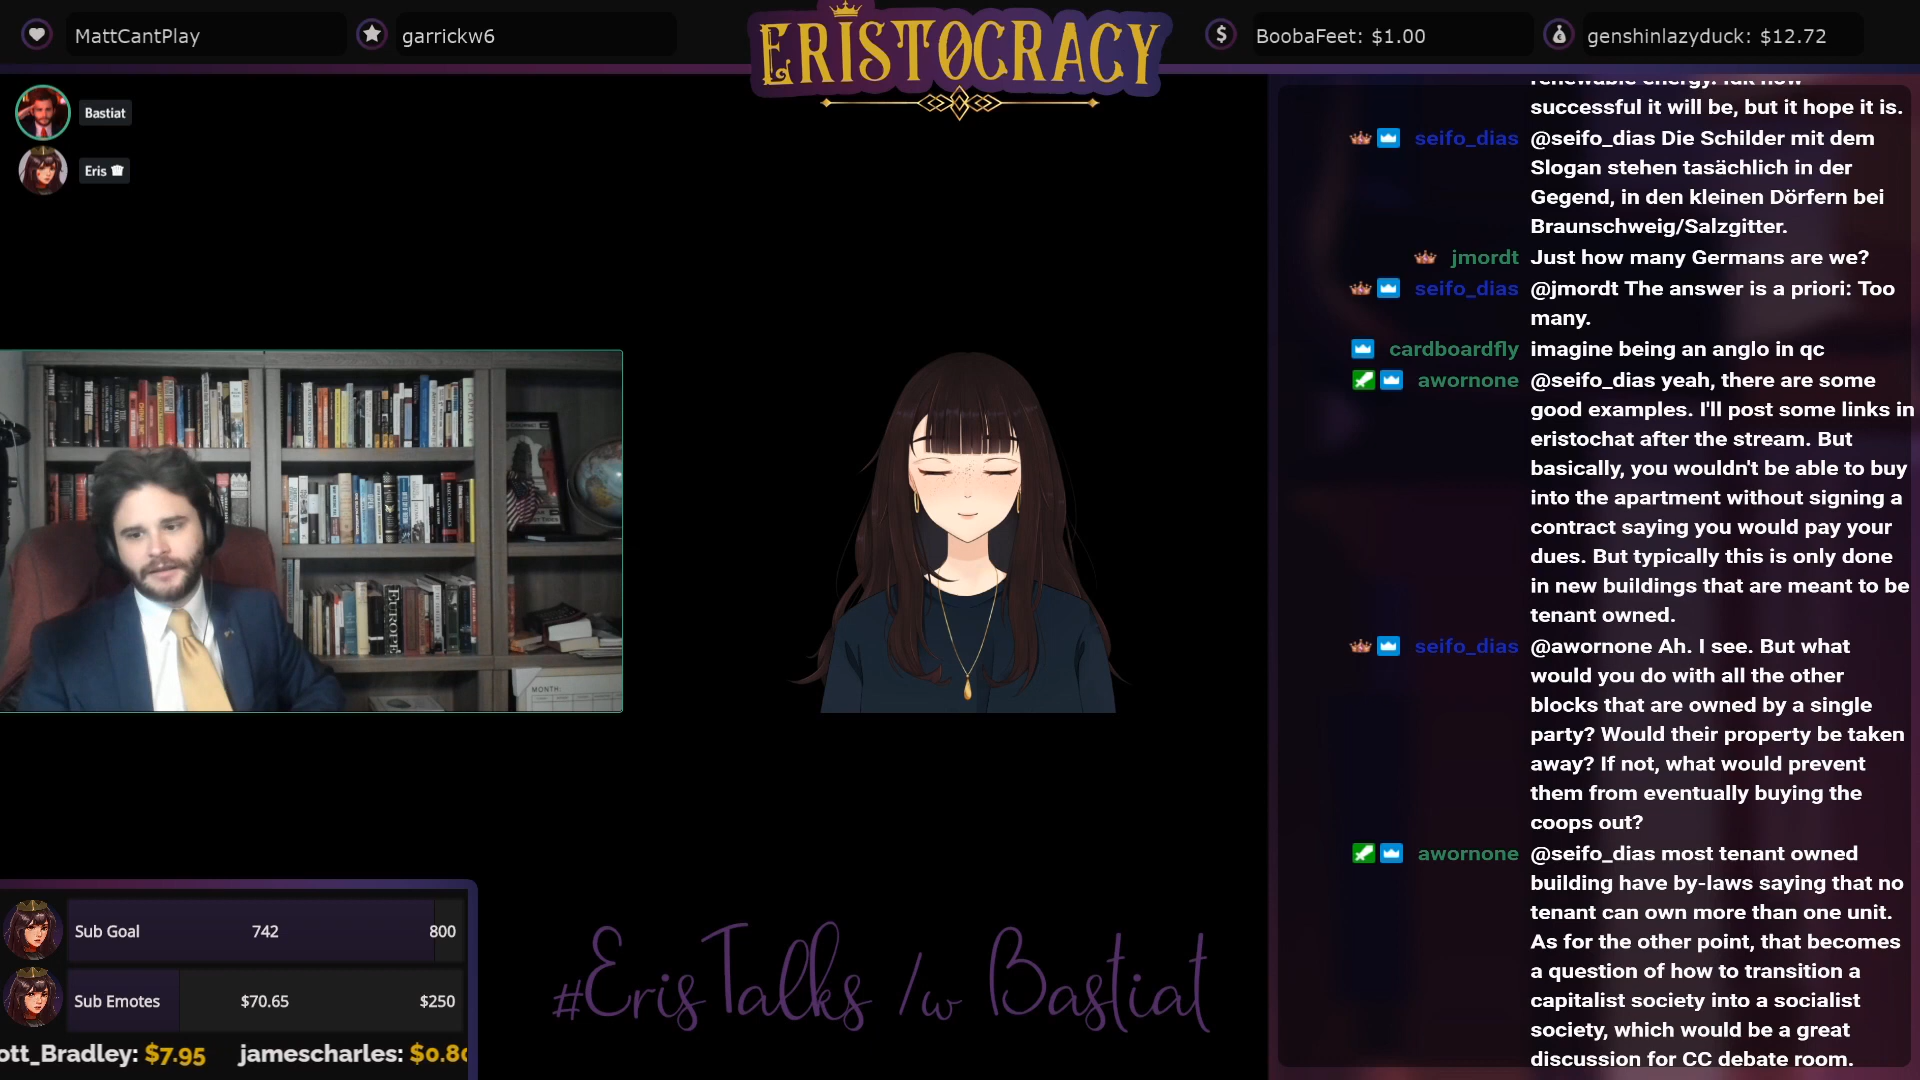 MattCantPlay
garrickw6
ERISTOCRACY
BoobaFeet: $1.00
genshinlazyduck: $12.72
Bastiat
Eris
successful it will be, but it hope it is.
seifo_dias @seifo_dias Die Schilder mit dem
Slogan stehen tasächlich in der
Gegend, in den kleinen Dörfern bei
Braunschweig/Salzgitter.
jmordt Just how many Germans are we?
seifo_dias @jmordt The answer is a priori: Too
many.
cardboardfly imagine being an anglo in qc
awornone @seifo_dias yeah, there are some
good examples. I'll post some links in
eristochat after the stream. But
basically, you wouldn't be able to buy
into the apartment without signing a
contract saying you would pay your
dues. But typically this is only done
in new buildings that are meant to be
tenant owned.
seifo_dias @awornone Ah. I see. But what
would you do with all the other
blocks that are owned by a single
party? Would their property be taken
away? If not, what would prevent
them from eventually buying the
coops out?
awornone @seifo_dias most tenant owned
building have by-laws saying that no
tenant can own more than one unit.
As for the other point, that becomes
a question of how to transition a
capitalist society into a socialist
society, which would be a great
discussion for CC debate room.
EUROPE
MONTH:
Sub Goal 742 800
Sub Emotes $70.65 $250
ott_Bradley: $7.95 jamescharles: $0.80
#ErisTalks /w Bastiat